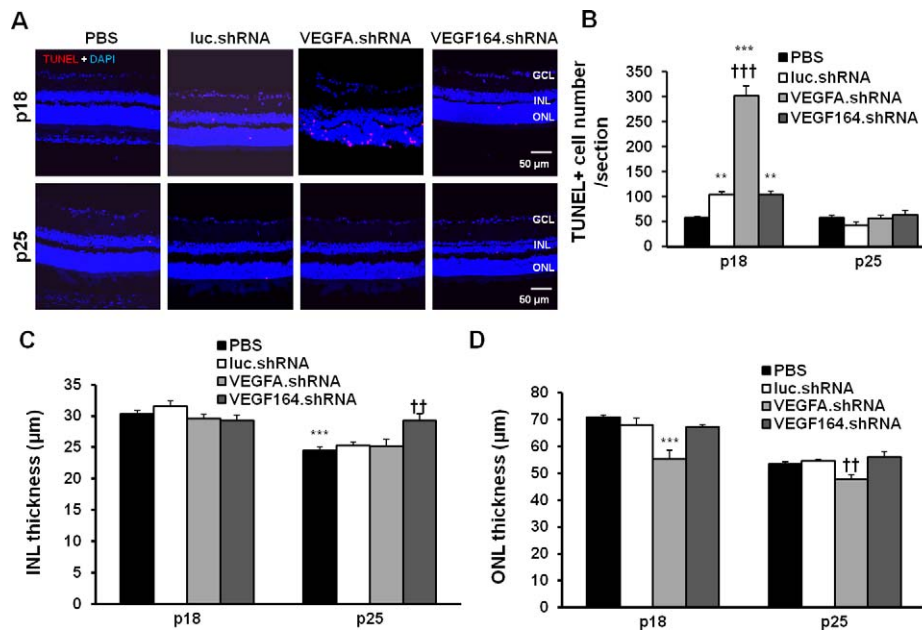 A
PBS
luc.shRNA
VEGFA.shRNA
VEGF164.shRNA
TUNEL + DAPI
p18
GCL
INL
ONL
50 µm
p25
GCL
INL
ONL
50 µm
B
PBS
luc.shRNA
VEGFA.shRNA
VEGF164.shRNA
TUNEL+ cell number
/section
350
300
250
200
150
100
50
0
**
***
†††
**
p18
p25
C
PBS
luc.shRNA
VEGFA.shRNA
VEGF164.shRNA
INL thickness (µm)
35
30
25
20
15
10
5
0
***
††
p18
p25
D
PBS
luc.shRNA
VEGFA.shRNA
VEGF164.shRNA
ONL thickness (µm)
80
70
60
50
40
30
20
10
0
***
††
p18
p25